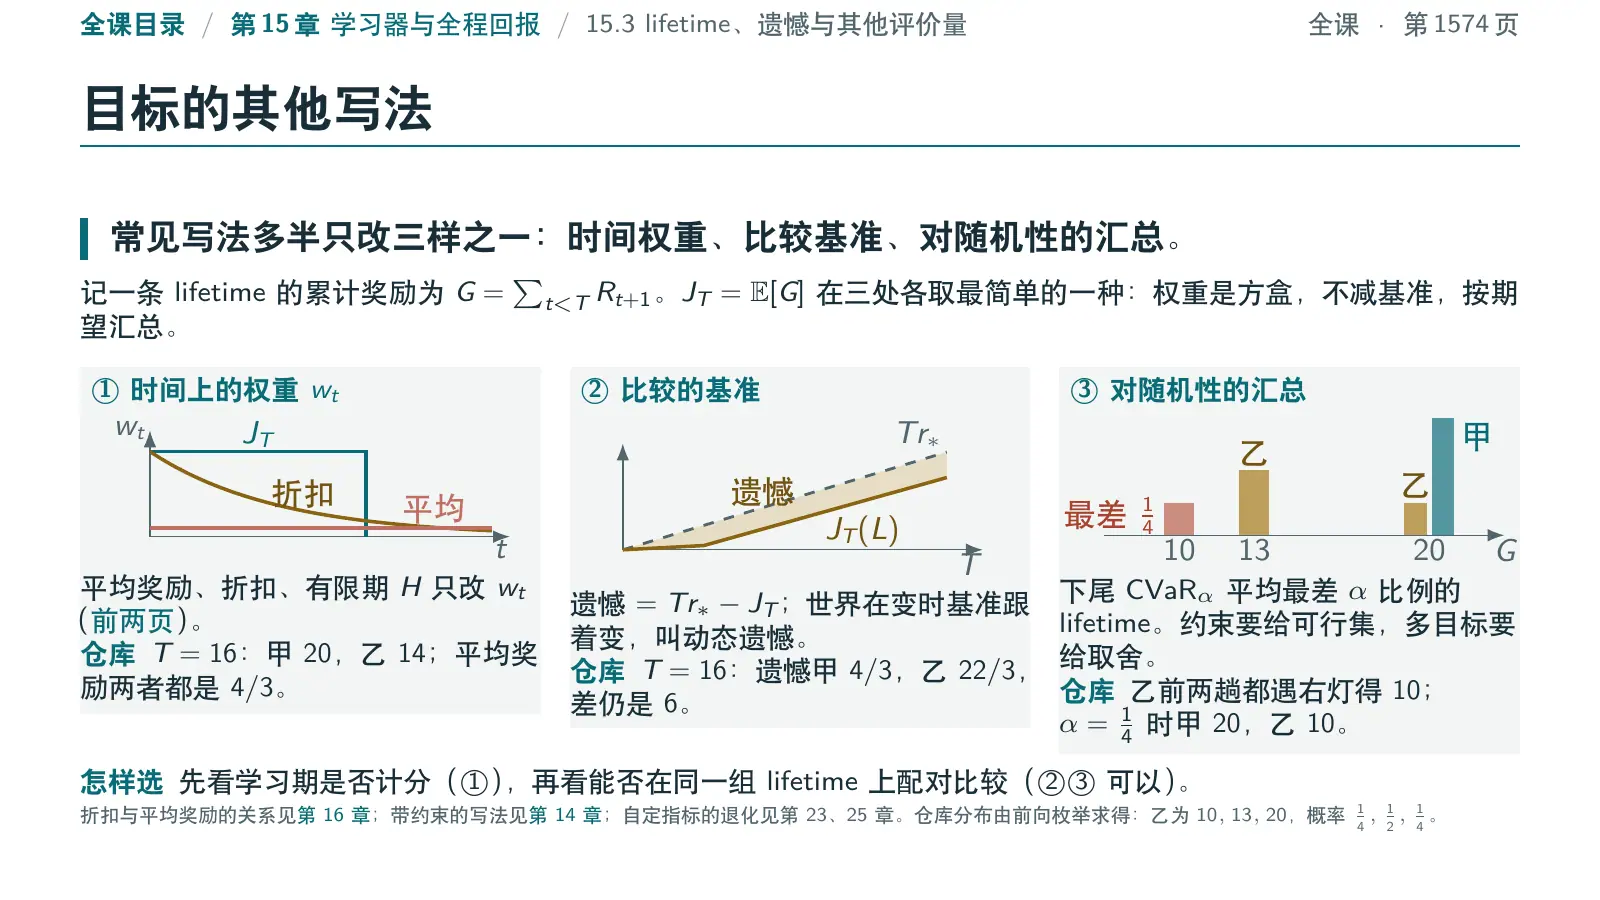 全课目录 / 第 15 章 学习器与全程回报 / 15.3 lifetime、遗憾与其他评价量
全课 · 第 1574 页
目标的其他写法
常见写法多半只改三样之一：时间权重、比较基准、对随机性的汇总。
记一条 lifetime 的累计奖励为 G = ∑_{t<T} R_{t+1}。J_T = 𝔼[G] 在三处各取最简单的一种：权重是方盒，不减基准，按期
望汇总。
① 时间上的权重 w_t
w_t
J_T
折扣
平均
t
平均奖励、折扣、有限期 H 只改 w_t
(前两页)。
仓库 T = 16：甲 20，乙 14；平均奖
励两者都是 4/3。
② 比较的基准
Tr_*
遗憾
J_T(L)
T
遗憾 = Tr_* − J_T；世界在变时基准跟
着变，叫动态遗憾。
仓库 T = 16：遗憾甲 4/3，乙 22/3，
差仍是 6。
③ 对随机性的汇总
甲
乙
乙
最差 1/4
10 13 20 G
下尾 CVaR_α 平均最差 α 比例的
lifetime。约束要给可行集，多目标要
给取舍。
仓库 乙前两趟都遇右灯得 10；
α = 1/4 时甲 20，乙 10。
怎样选 先看学习期是否计分（①），再看能否在同一组 lifetime 上配对比较（②③ 可以）。
折扣与平均奖励的关系见第 16 章；带约束的写法见第 14 章；自定指标的退化见第 23、25 章。仓库分布由前向枚举求得：乙为 10, 13, 20，概率 1/4, 1/2, 1/4。